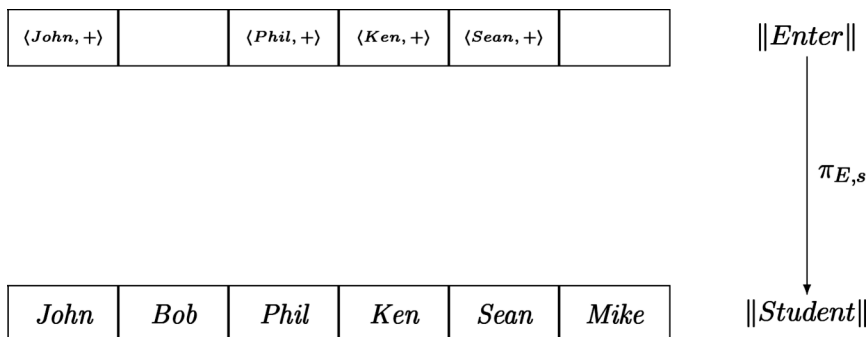 ⟨John, +⟩ ⟨Phil, +⟩ ⟨Ken, +⟩ ⟨Sean, +⟩ ‖Enter‖
π_{E,s}
John Bob Phil Ken Sean Mike ‖Student‖